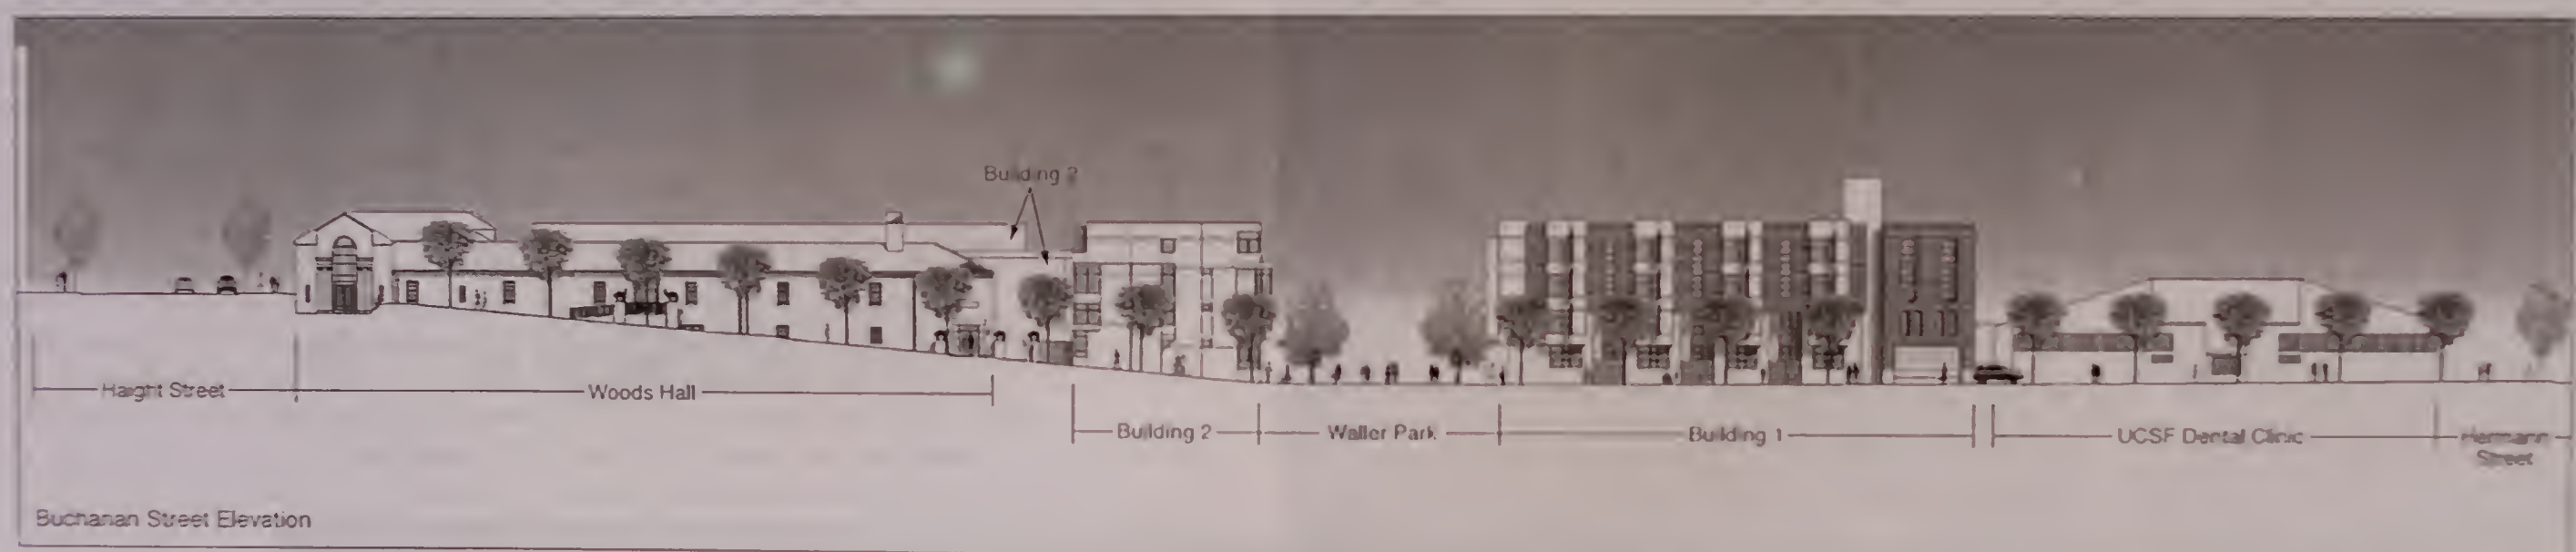 Building 2
Haight Street
Woods Hall
Building 2
Waller Park
Building 1
UCSF Dental Clinic
Hermann
Street
Buchanan Street Elevation